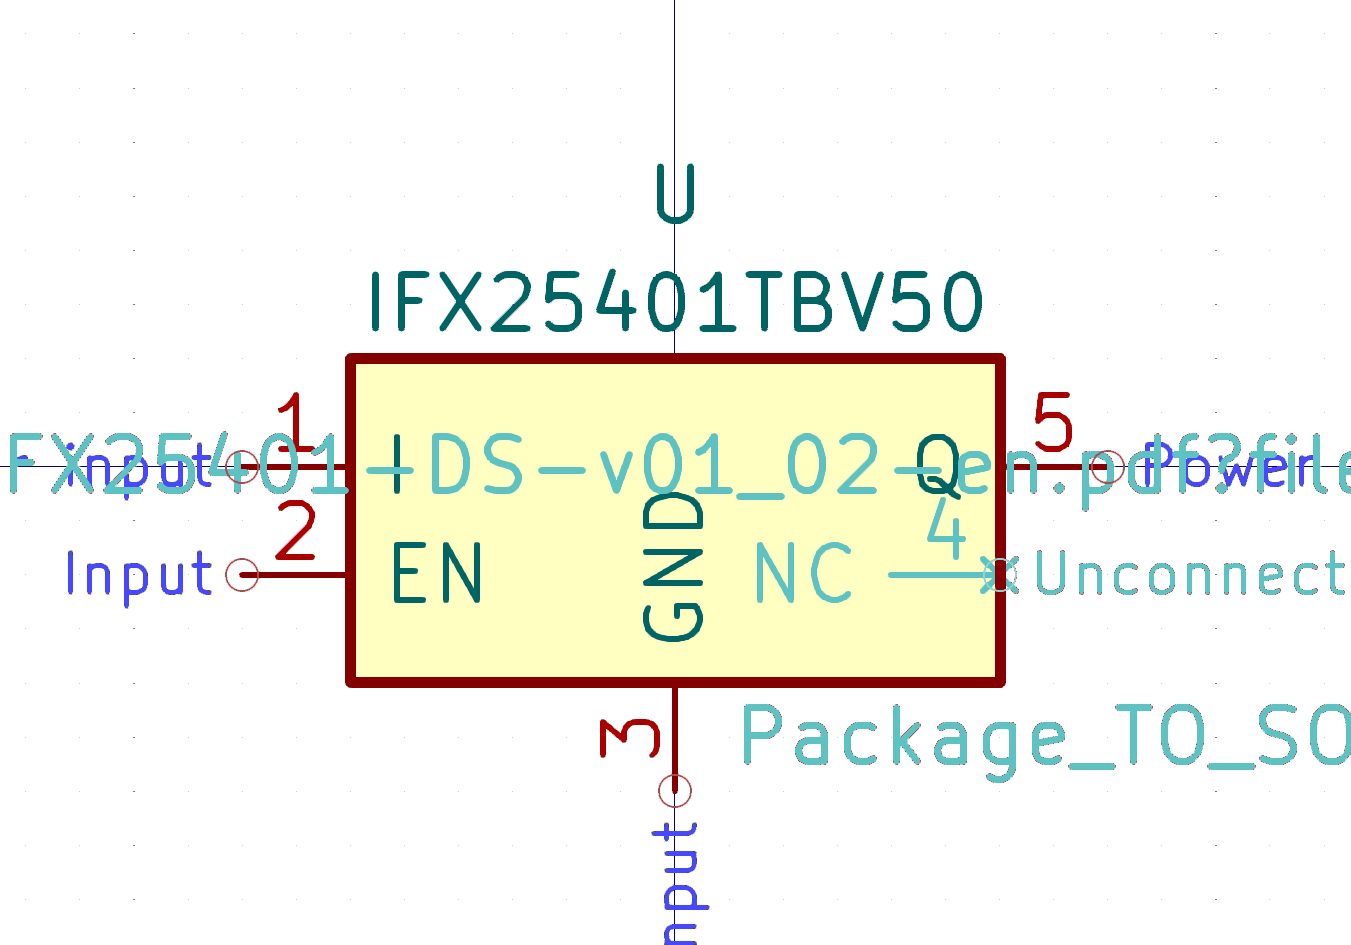 U
IFX25401TBV50
1
5
Input
FX25401-DS-v01_02-en.pdf?file
I
Q
Power
2
4
Input
EN
GND
NC
Unconnect
3
Package_TO_SO
nput